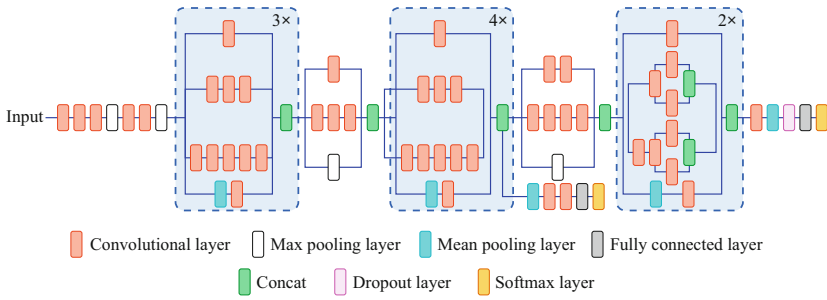 3×
4×
2×
Input
Convolutional layer
Max pooling layer
Mean pooling layer
Fully connected layer
Concat
Dropout layer
Softmax layer